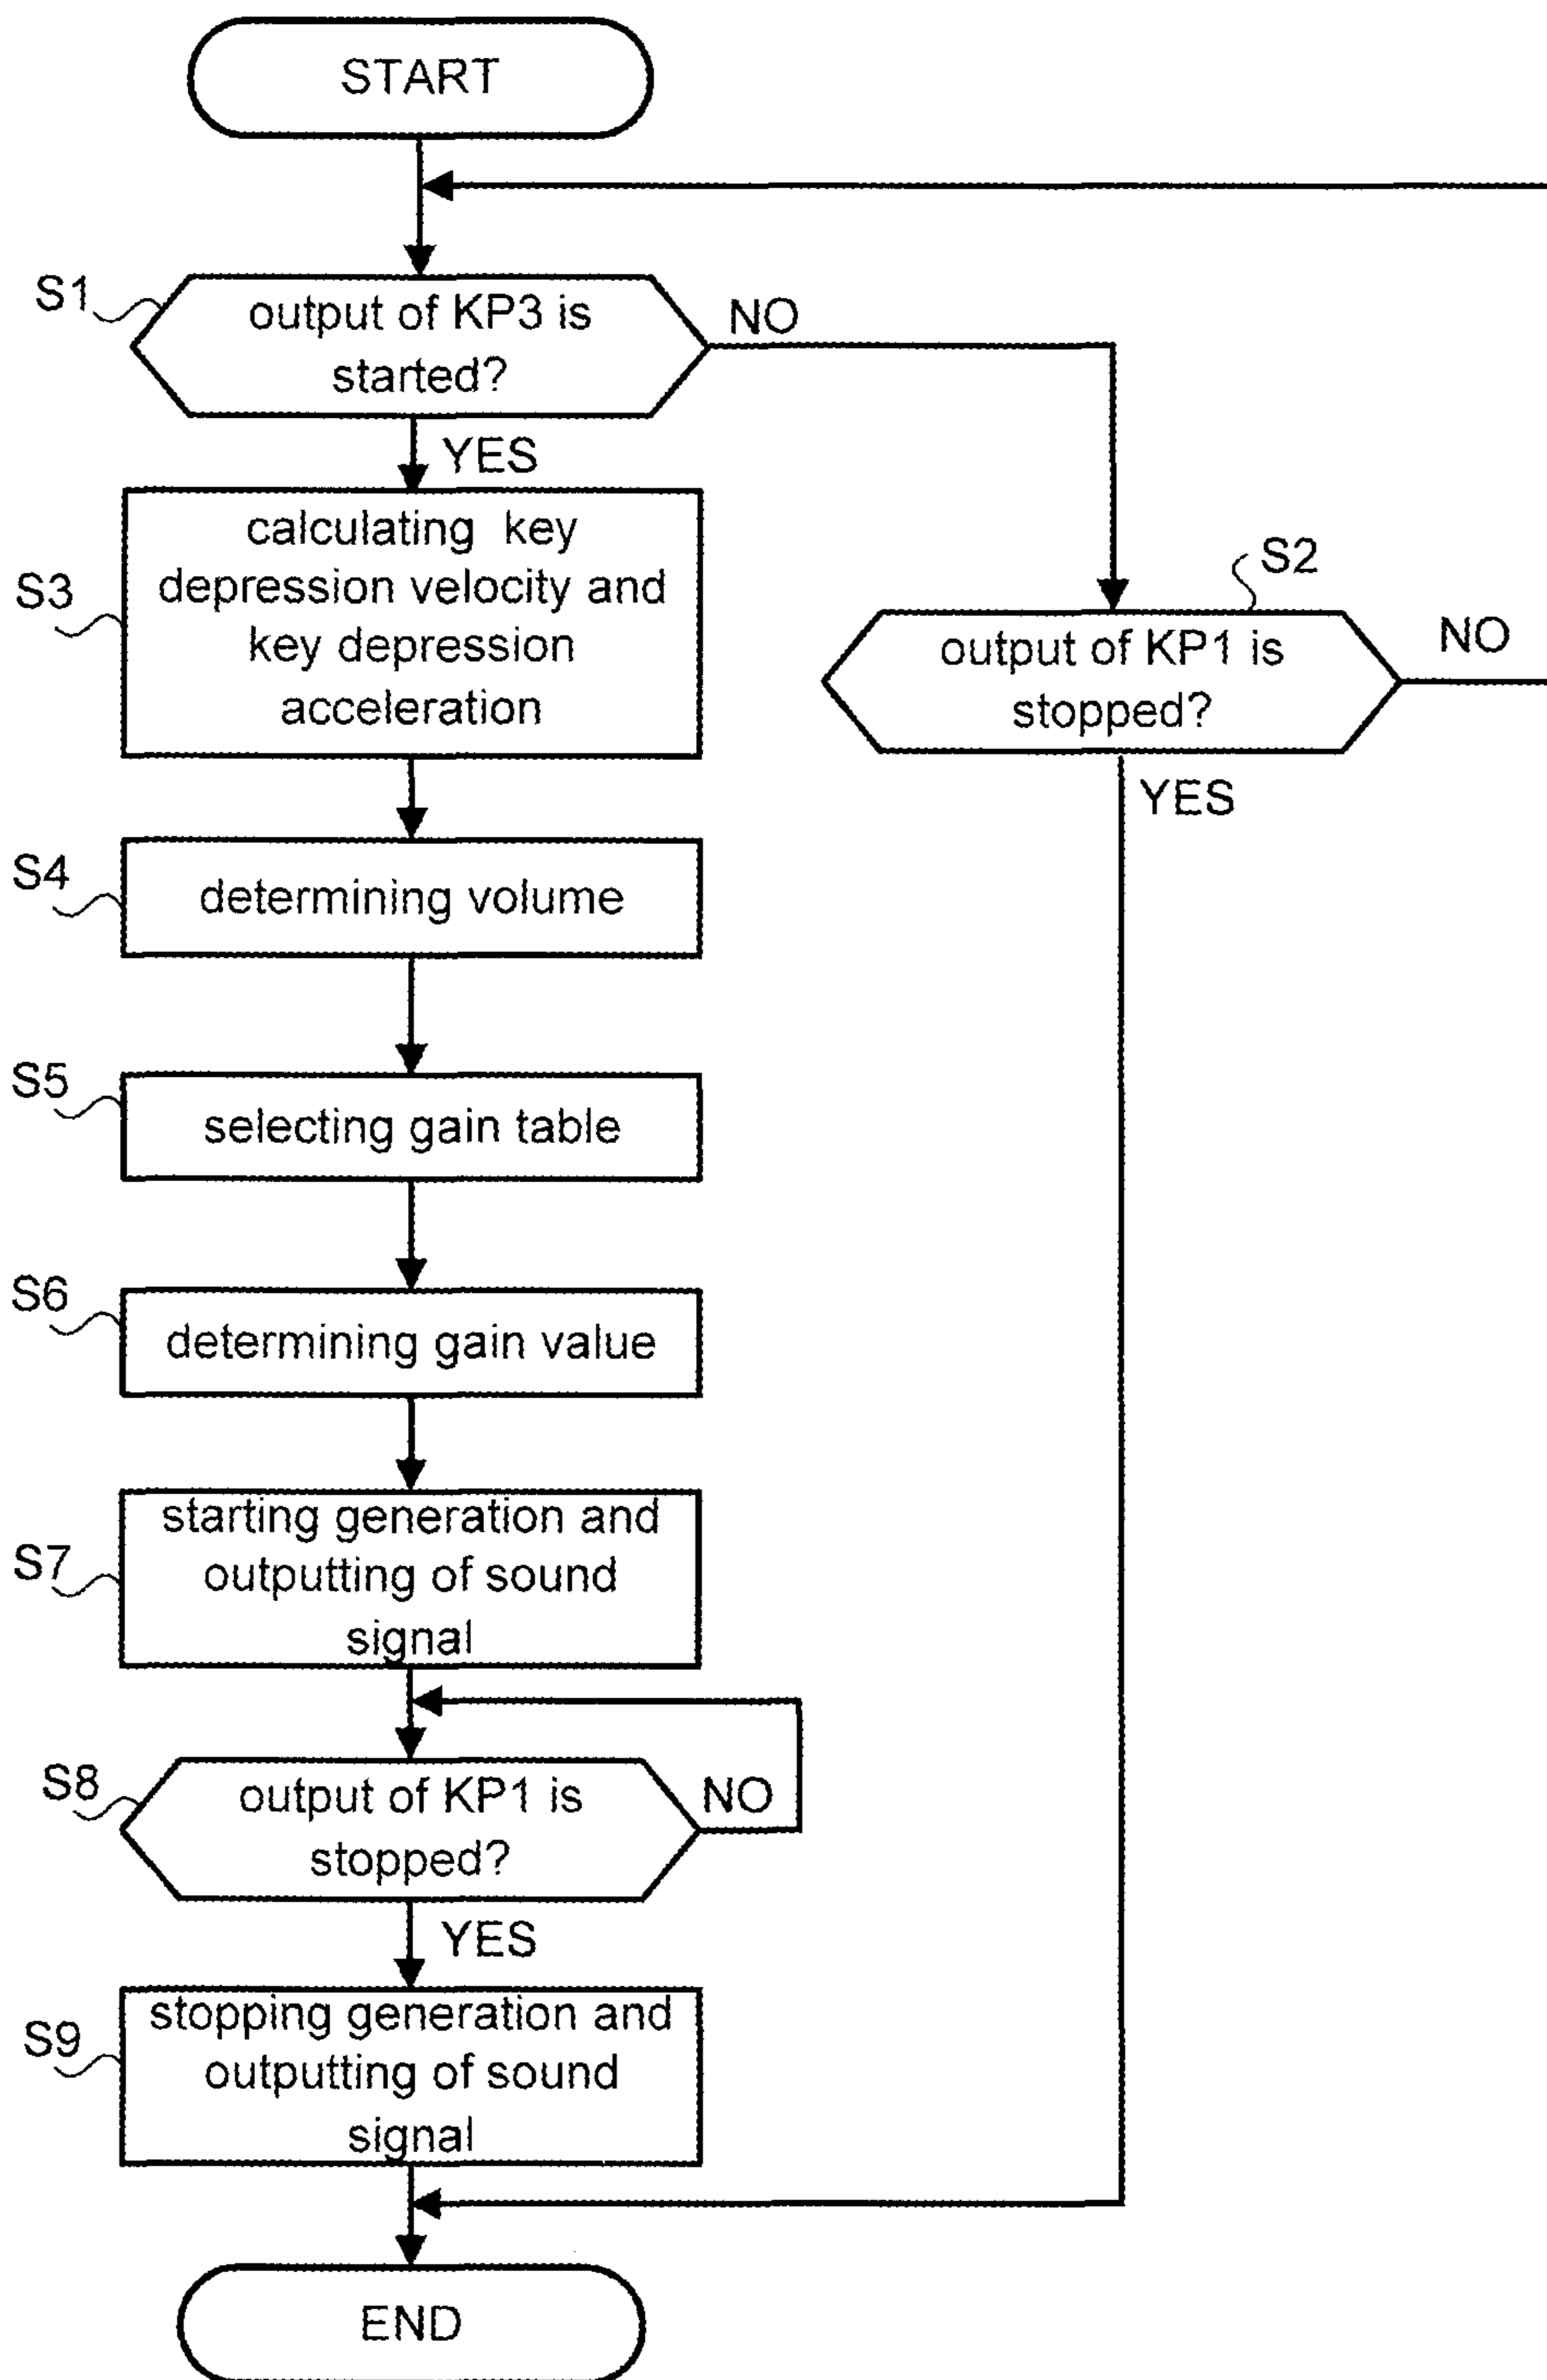 START
S1
output of KP3 is
started?
NO
YES
S3
calculating key
depression velocity and
key depression
acceleration
S2
output of KP1 is
stopped?
NO
YES
S4
determining volume
S5
selecting gain table
S6
determining gain value
S7
starting generation and
outputting of sound
signal
S8
output of KP1 is
stopped?
NO
YES
S9
stopping generation and
outputting of sound
signal
END